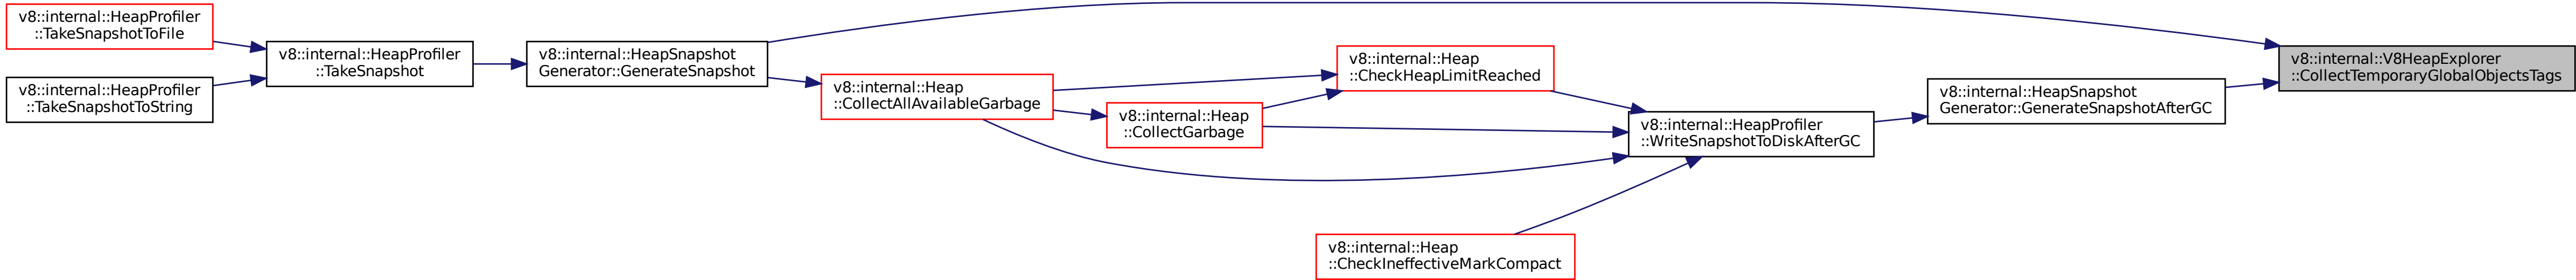 v8::internal::HeapProfiler
::TakeSnapshotToFile
v8::internal::HeapProfiler
::TakeSnapshotToString
v8::internal::HeapProfiler
::TakeSnapshot
v8::internal::HeapSnapshot
Generator::GenerateSnapshot
v8::internal::Heap
::CollectAllAvailableGarbage
v8::internal::Heap
::CollectGarbage
v8::internal::Heap
::CheckHeapLimitReached
v8::internal::Heap
::CheckIneffectiveMarkCompact
v8::internal::HeapProfiler
::WriteSnapshotToDiskAfterGC
v8::internal::HeapSnapshot
Generator::GenerateSnapshotAfterGC
v8::internal::V8HeapExplorer
::CollectTemporaryGlobalObjectsTags